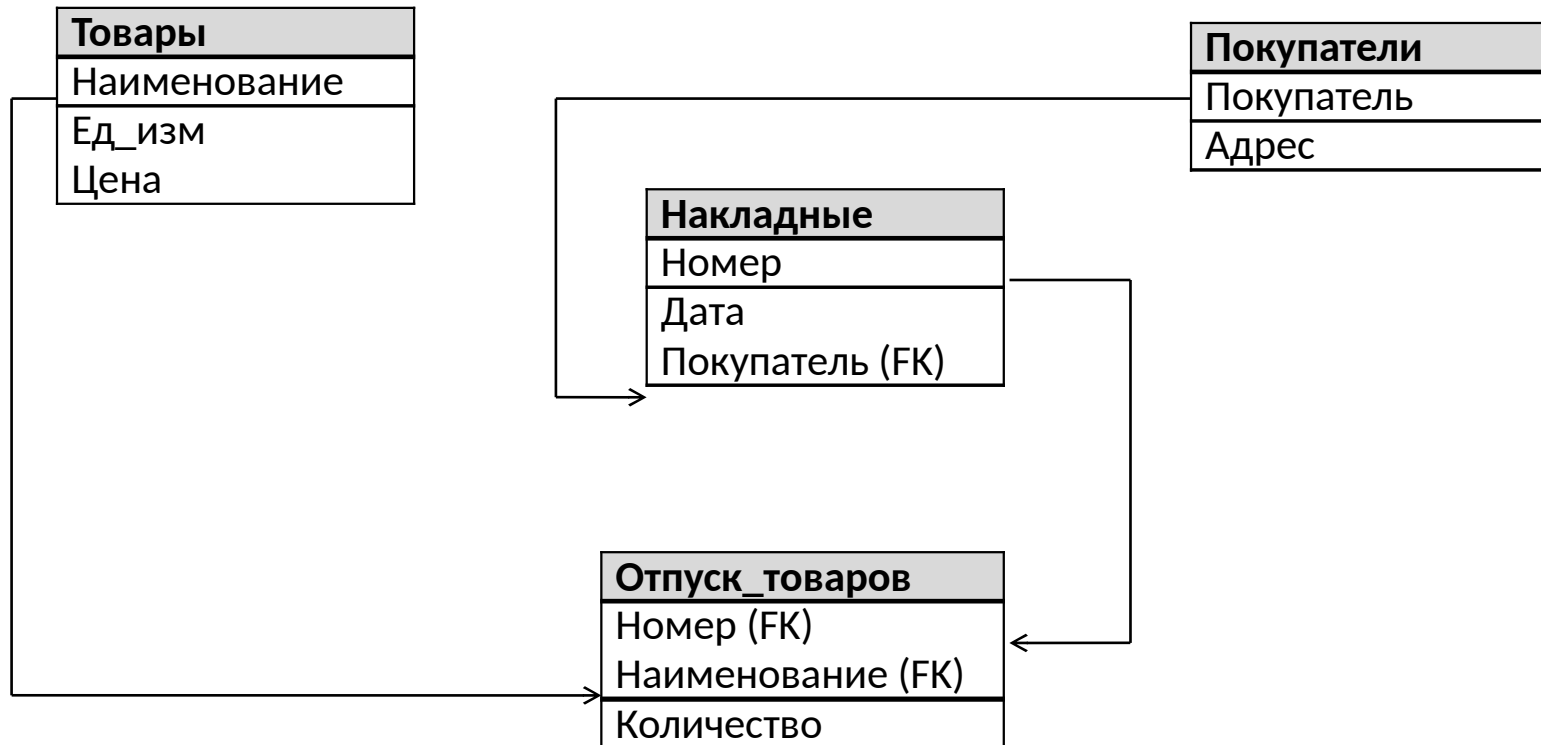 Товары
Наименование
Ед_изм
Цена
Покупатели
Покупатель
Адрес
Накладные
Номер
Дата
Покупатель (FK)
Отпуск_товаров
Номер (FK)
Наименование (FK)
Количество